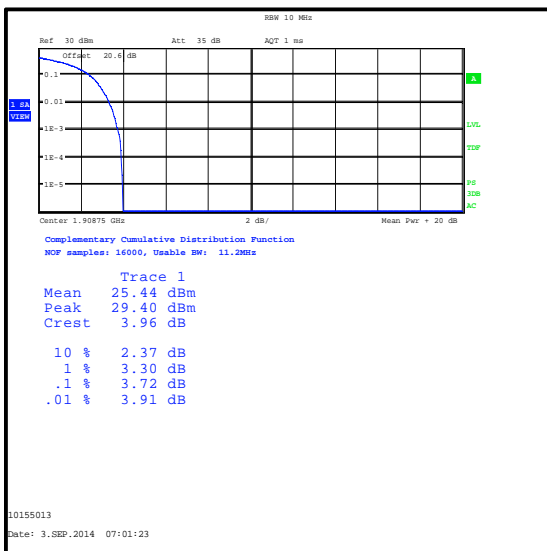 RBW 10 MHz
Ref 30 dBm Att 35 dB AQT 1 ms
Offset 20.6 dB
0.1
A
0.01
1 SA
VIEW
1E-3
LVL
1E-4
TDF
1E-5
PS
3DB
AC
Center 1.90875 GHz 2 dB/ Mean Pwr + 20 dB
Complementary Cumulative Distribution Function
NOF samples: 16000, Usable BW: 11.2MHz
Trace 1
Mean 25.44 dBm
Peak 29.40 dBm
Crest 3.96 dB
10 % 2.37 dB
1 % 3.30 dB
.1 % 3.72 dB
.01 % 3.91 dB
10155013
Date: 3.SEP.2014 07:01:23